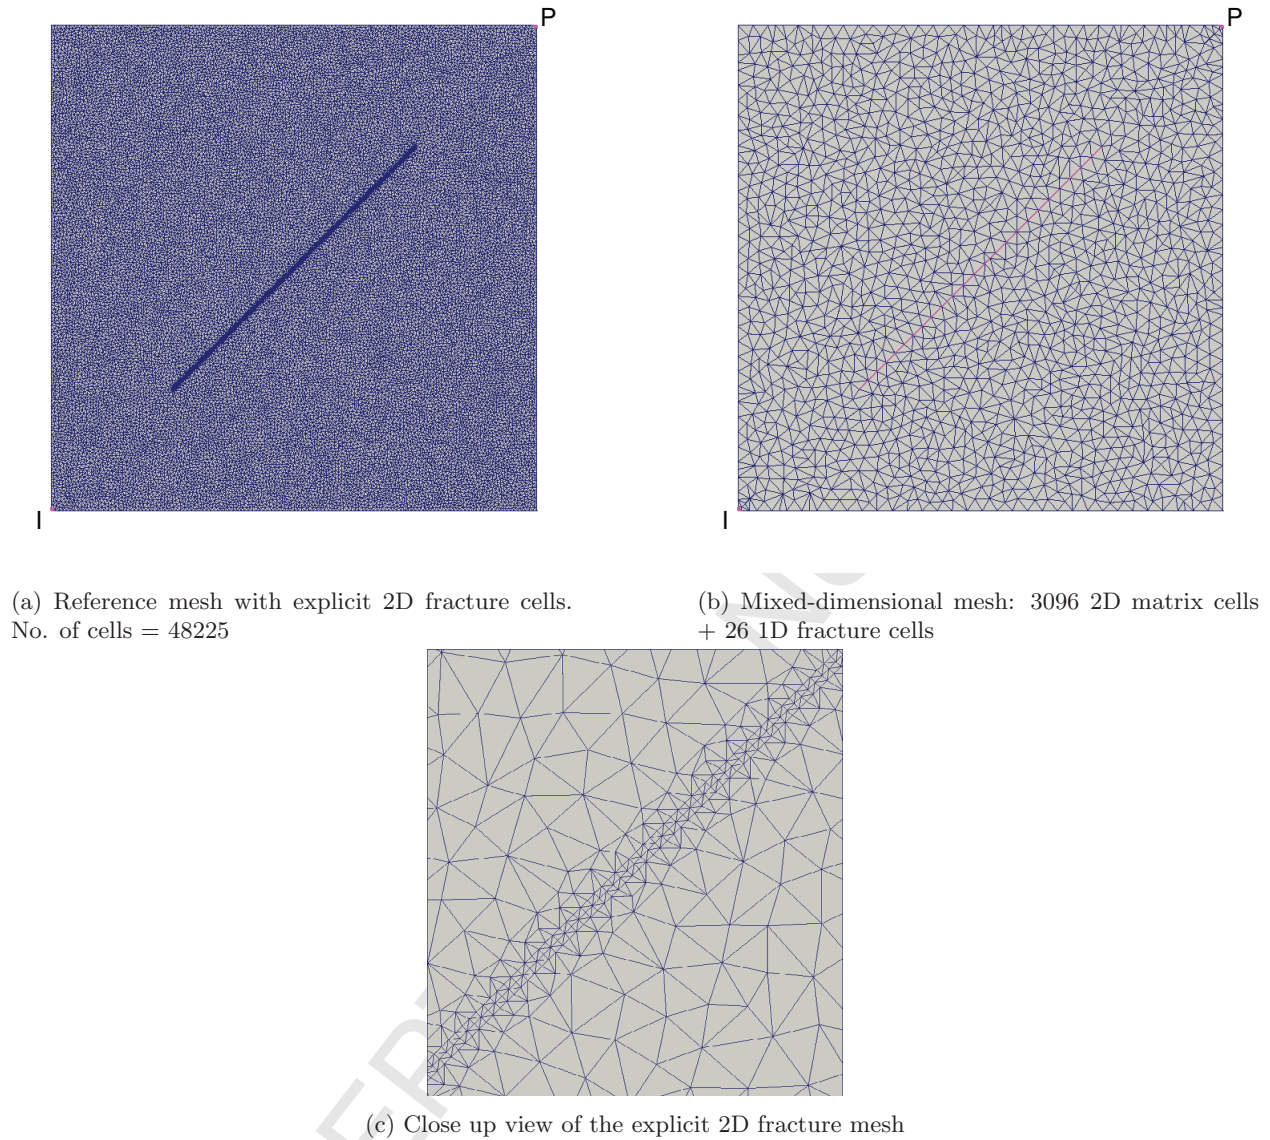 P
P
I
I
(a) Reference mesh with explicit 2D fracture cells.
No. of cells = 48225
(b) Mixed-dimensional mesh: 3096 2D matrix cells
+ 26 1D fracture cells
(c) Close up view of the explicit 2D fracture mesh